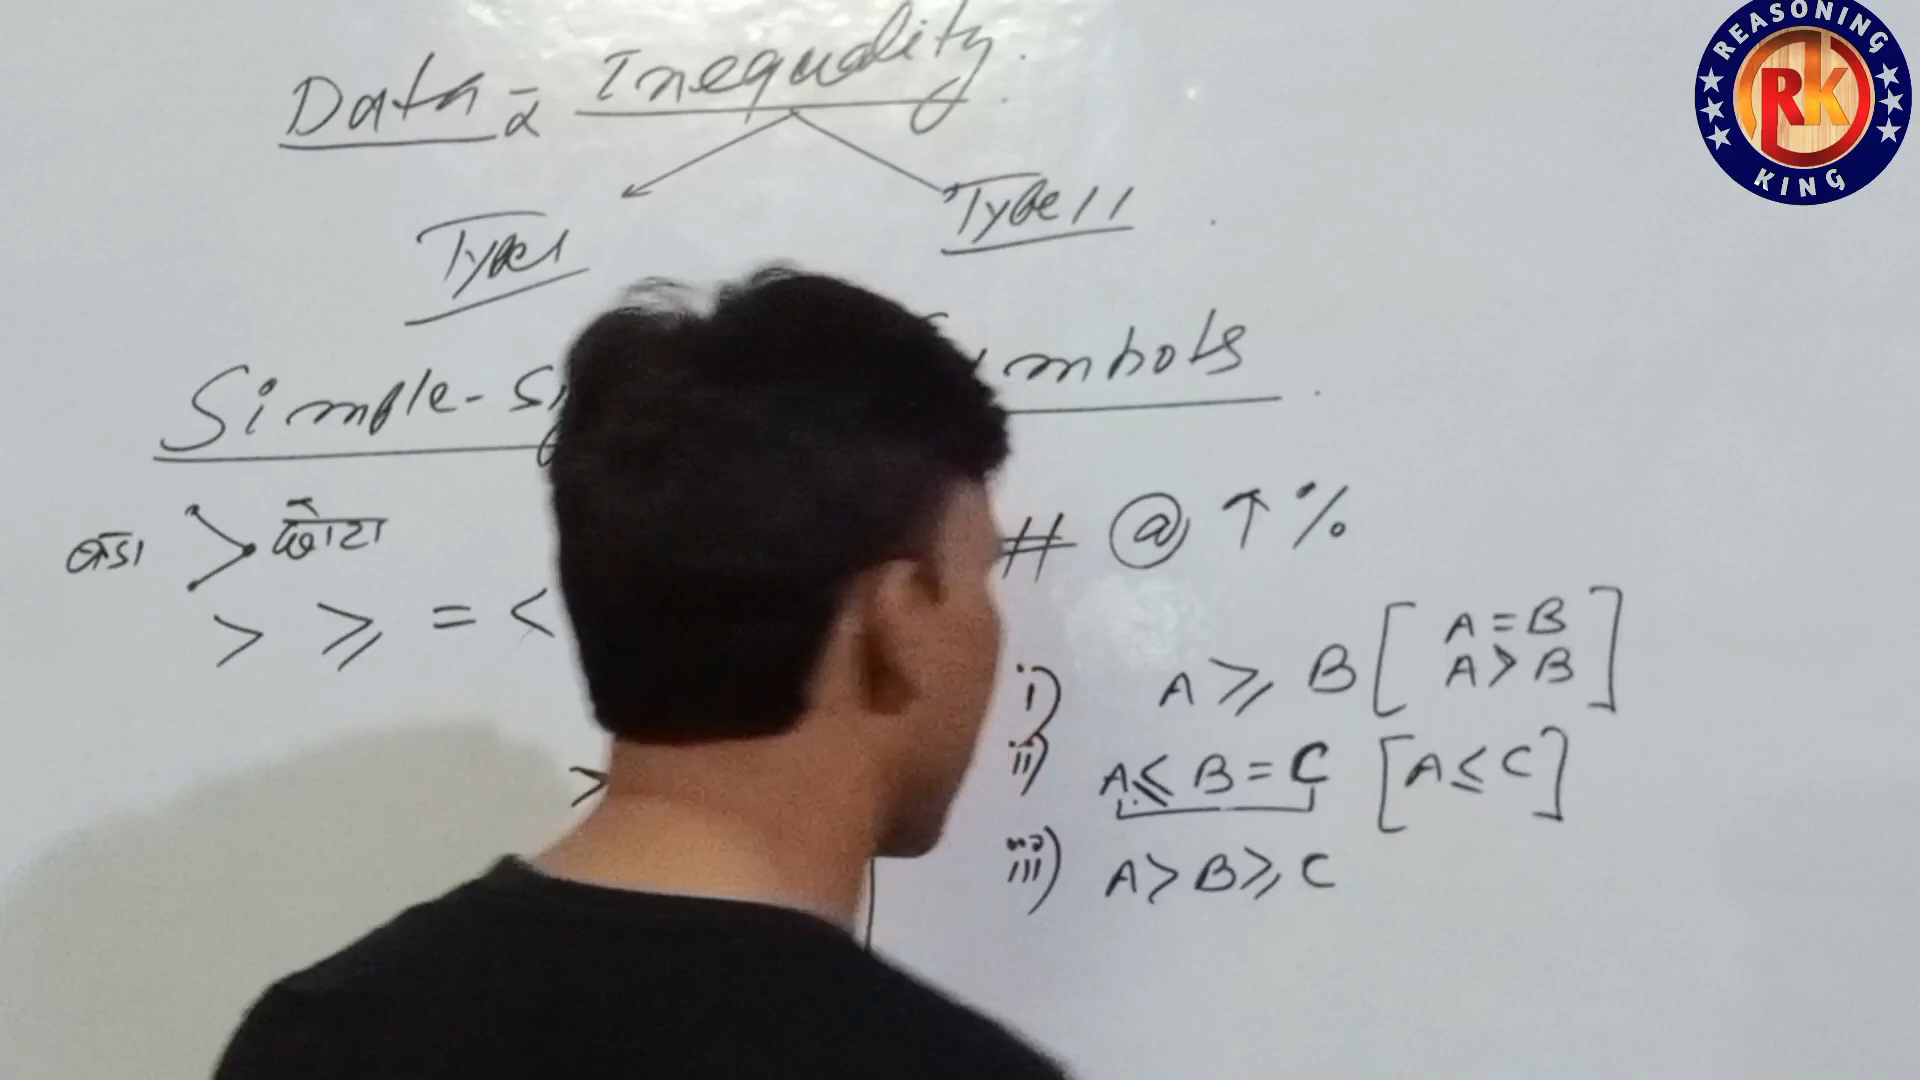 Data = Inequality.
Type I
Type II
Simple-
mbols
बडा > छोटा
# @ ↑ %
> ≥ = <
i) A ≥ B [ A = B
A > B ]
ii) A ≤ B = C [A ≤ C]
>
iii) A > B ≥ C
REASONING
RK
KING